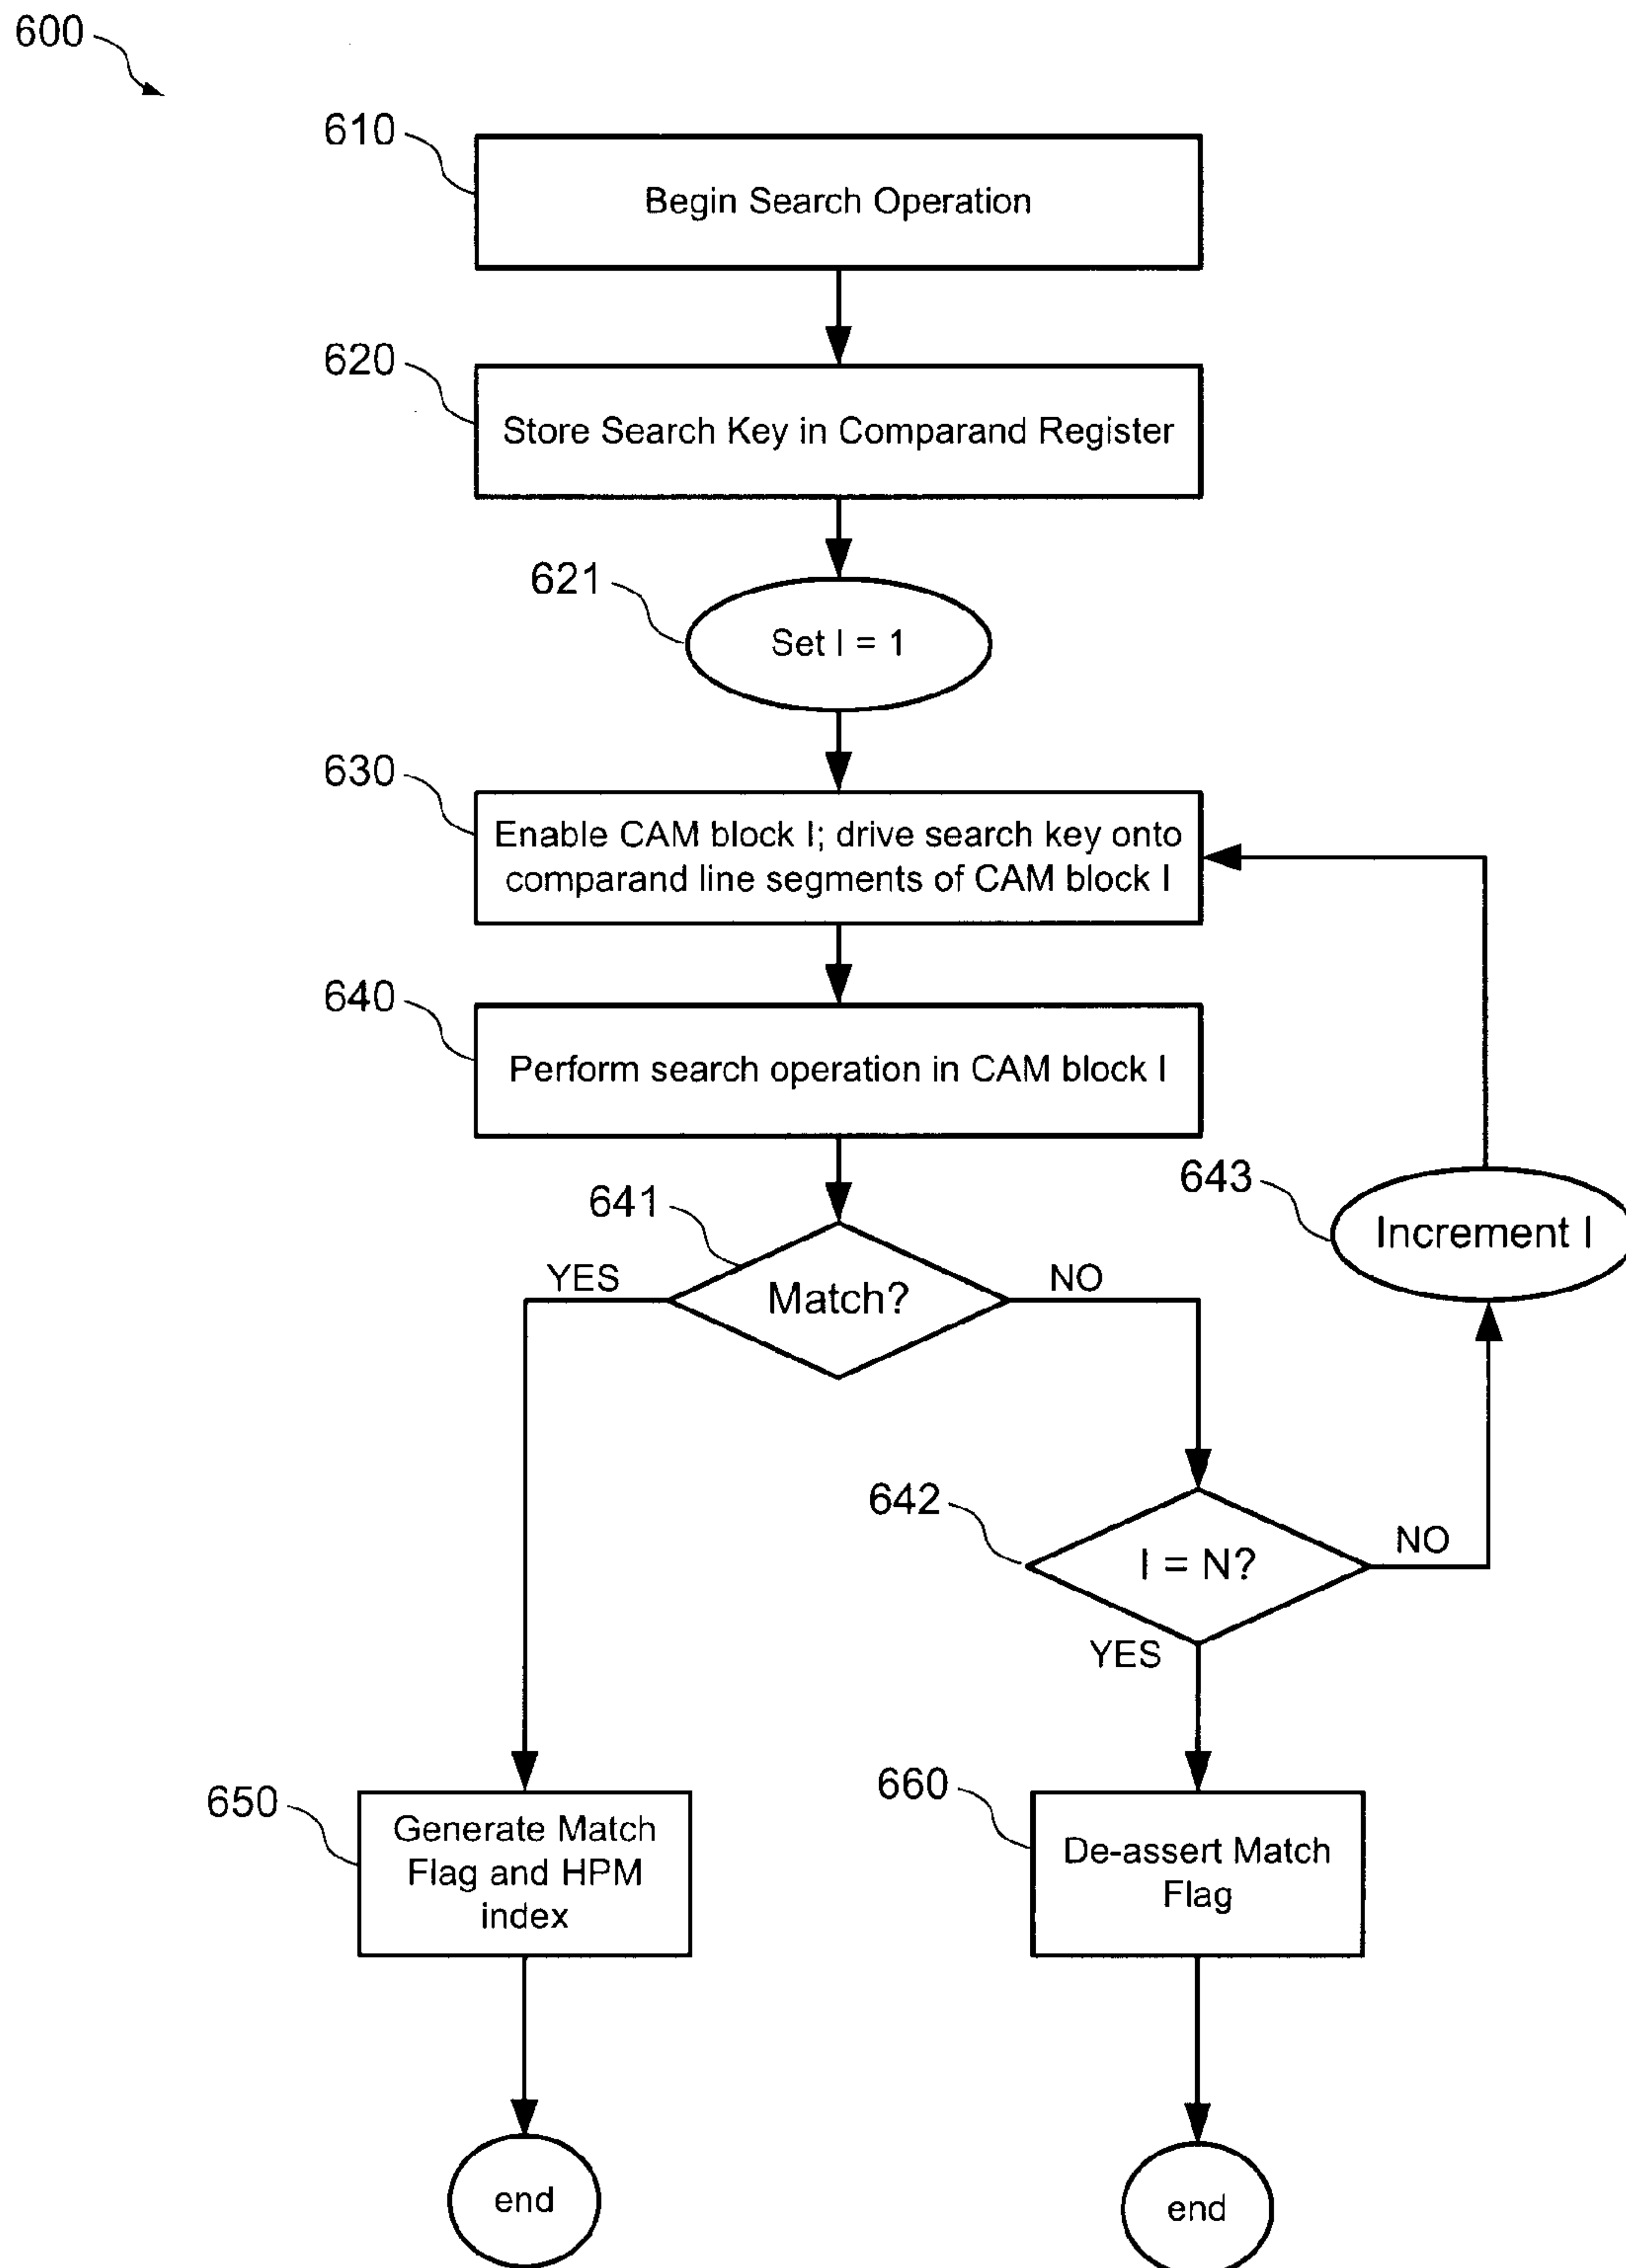 600
610
Begin Search Operation
620
Store Search Key in Comparand Register
621
Set I = 1
630
Enable CAM block I; drive search key onto
comparand line segments of CAM block I
640
Perform search operation in CAM block I
641
YES
Match?
NO
643
Increment I
642
I = N?
NO
YES
650
Generate Match
Flag and HPM
index
660
De-assert Match
Flag
end
end